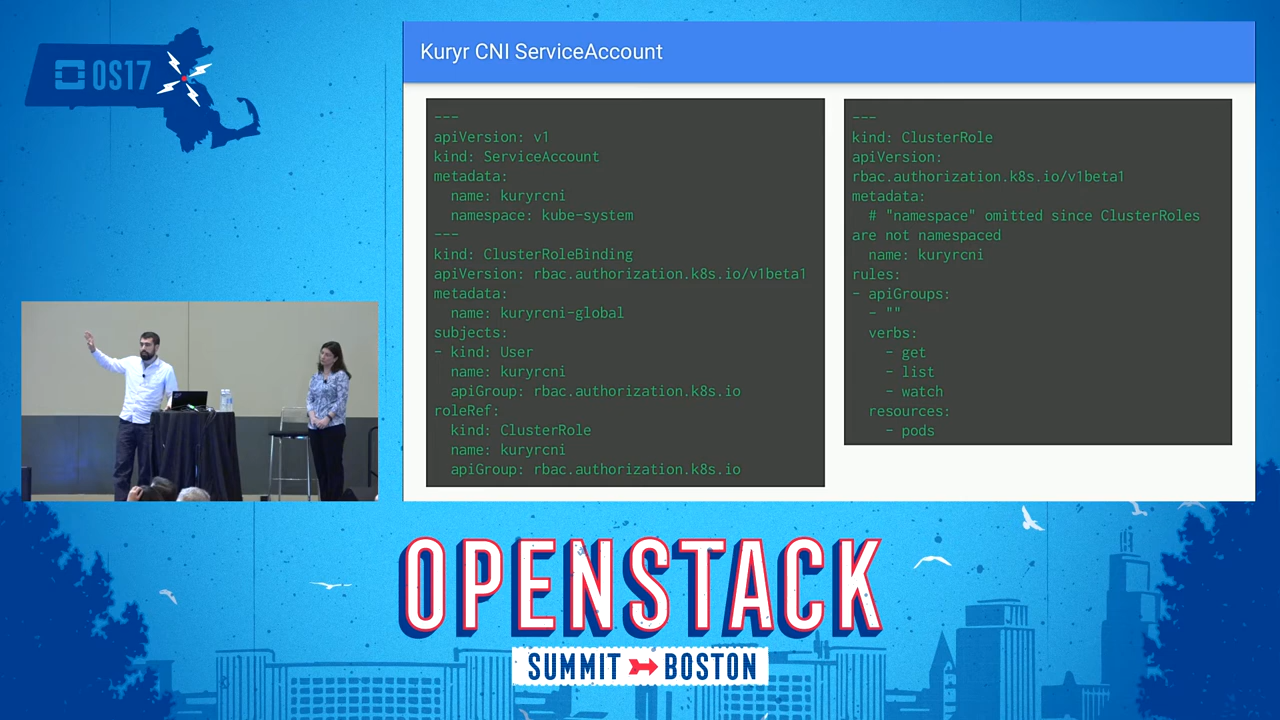 OS17
Kuryr CNI ServiceAccount
---
apiVersion: v1
kind: ServiceAccount
metadata:
  name: kuryrcni
  namespace: kube-system
---
kind: ClusterRoleBinding
apiVersion: rbac.authorization.k8s.io/v1beta1
metadata:
  name: kuryrcni-global
subjects:
- kind: User
  name: kuryrcni
  apiGroup: rbac.authorization.k8s.io
roleRef:
  kind: ClusterRole
  name: kuryrcni
  apiGroup: rbac.authorization.k8s.io
---
kind: ClusterRole
apiVersion:
rbac.authorization.k8s.io/v1beta1
metadata:
  # "namespace" omitted since ClusterRoles
are not namespaced
  name: kuryrcni
rules:
- apiGroups:
  - ""
  verbs:
    - get
    - list
    - watch
  resources:
    - pods
OPENSTACK
SUMMIT BOSTON